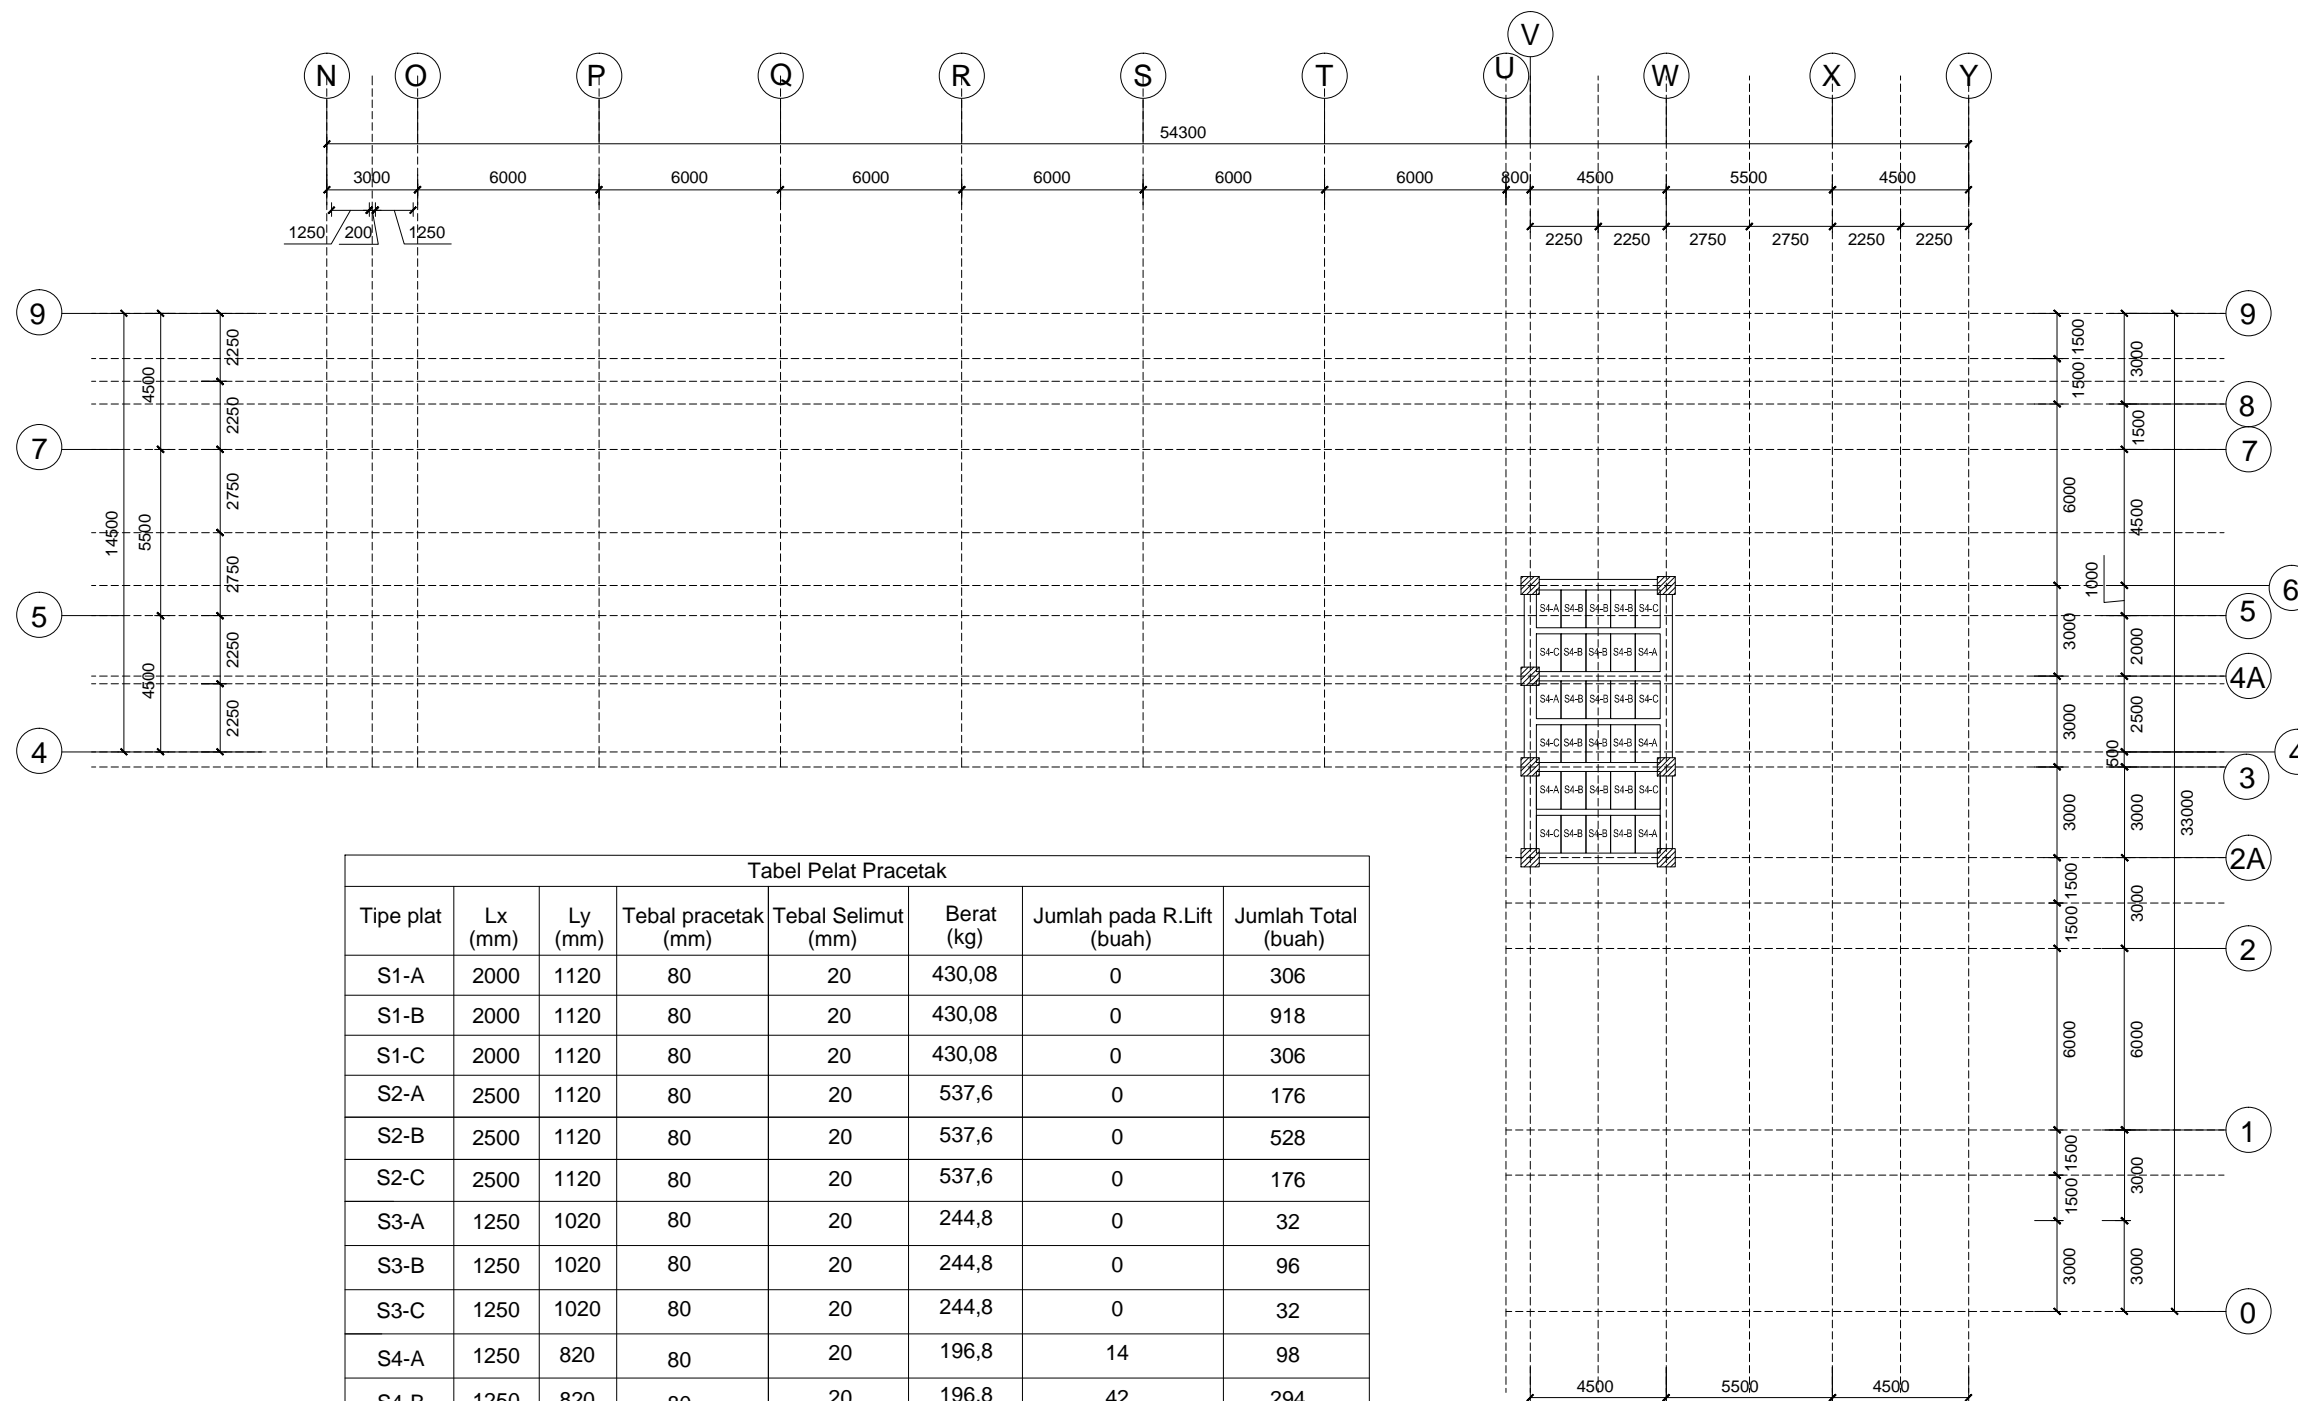 V
N O P Q R S T U W X Y
54300
3000 6000 6000 6000 6000 6000 6000 800 4500 5500 4500
1250 200 1250
2250 2250 2750 2750 2250 2250
9
7
5
4
14500
4500
5500
4500
2250
2250
2750
2750
2250
2250
1500
1500
6000
3000
3000
3000
1500
1500
6000
1500
1500
3000
3000
1500
4500
1000
2000
2500
500
3000
3000
6000
3000
3000
33000
9
8
7
6
5
4A
4
3
2A
2
1
0
S4-A S4-B S4-B S4-B S4-C
S4-C S4-B S4-B S4-B S4-A
S4-A S4-B S4-B S4-B S4-C
S4-C S4-B S4-B S4-B S4-A
S4-A S4-B S4-B S4-B S4-C
S4-C S4-B S4-B S4-B S4-A
Tabel Pelat Pracetak
Tipe plat Lx Ly Tebal pracetak Tebal Selimut Berat Jumlah pada R.Lift Jumlah Total
(mm) (mm) (mm) (mm) (kg) (buah) (buah)
S1-A 2000 1120 80 20 430,08 0 306
S1-B 2000 1120 80 20 430,08 0 918
S1-C 2000 1120 80 20 430,08 0 306
S2-A 2500 1120 80 20 537,6 0 176
S2-B 2500 1120 80 20 537,6 0 528
S2-C 2500 1120 80 20 537,6 0 176
S3-A 1250 1020 80 20 244,8 0 32
S3-B 1250 1020 80 20 244,8 0 96
S3-C 1250 1020 80 20 244,8 0 32
S4-A 1250 820 80 20 196,8 14 98
S4-B 1250 820 80 20 196,8 42 294
4500 5500 4500